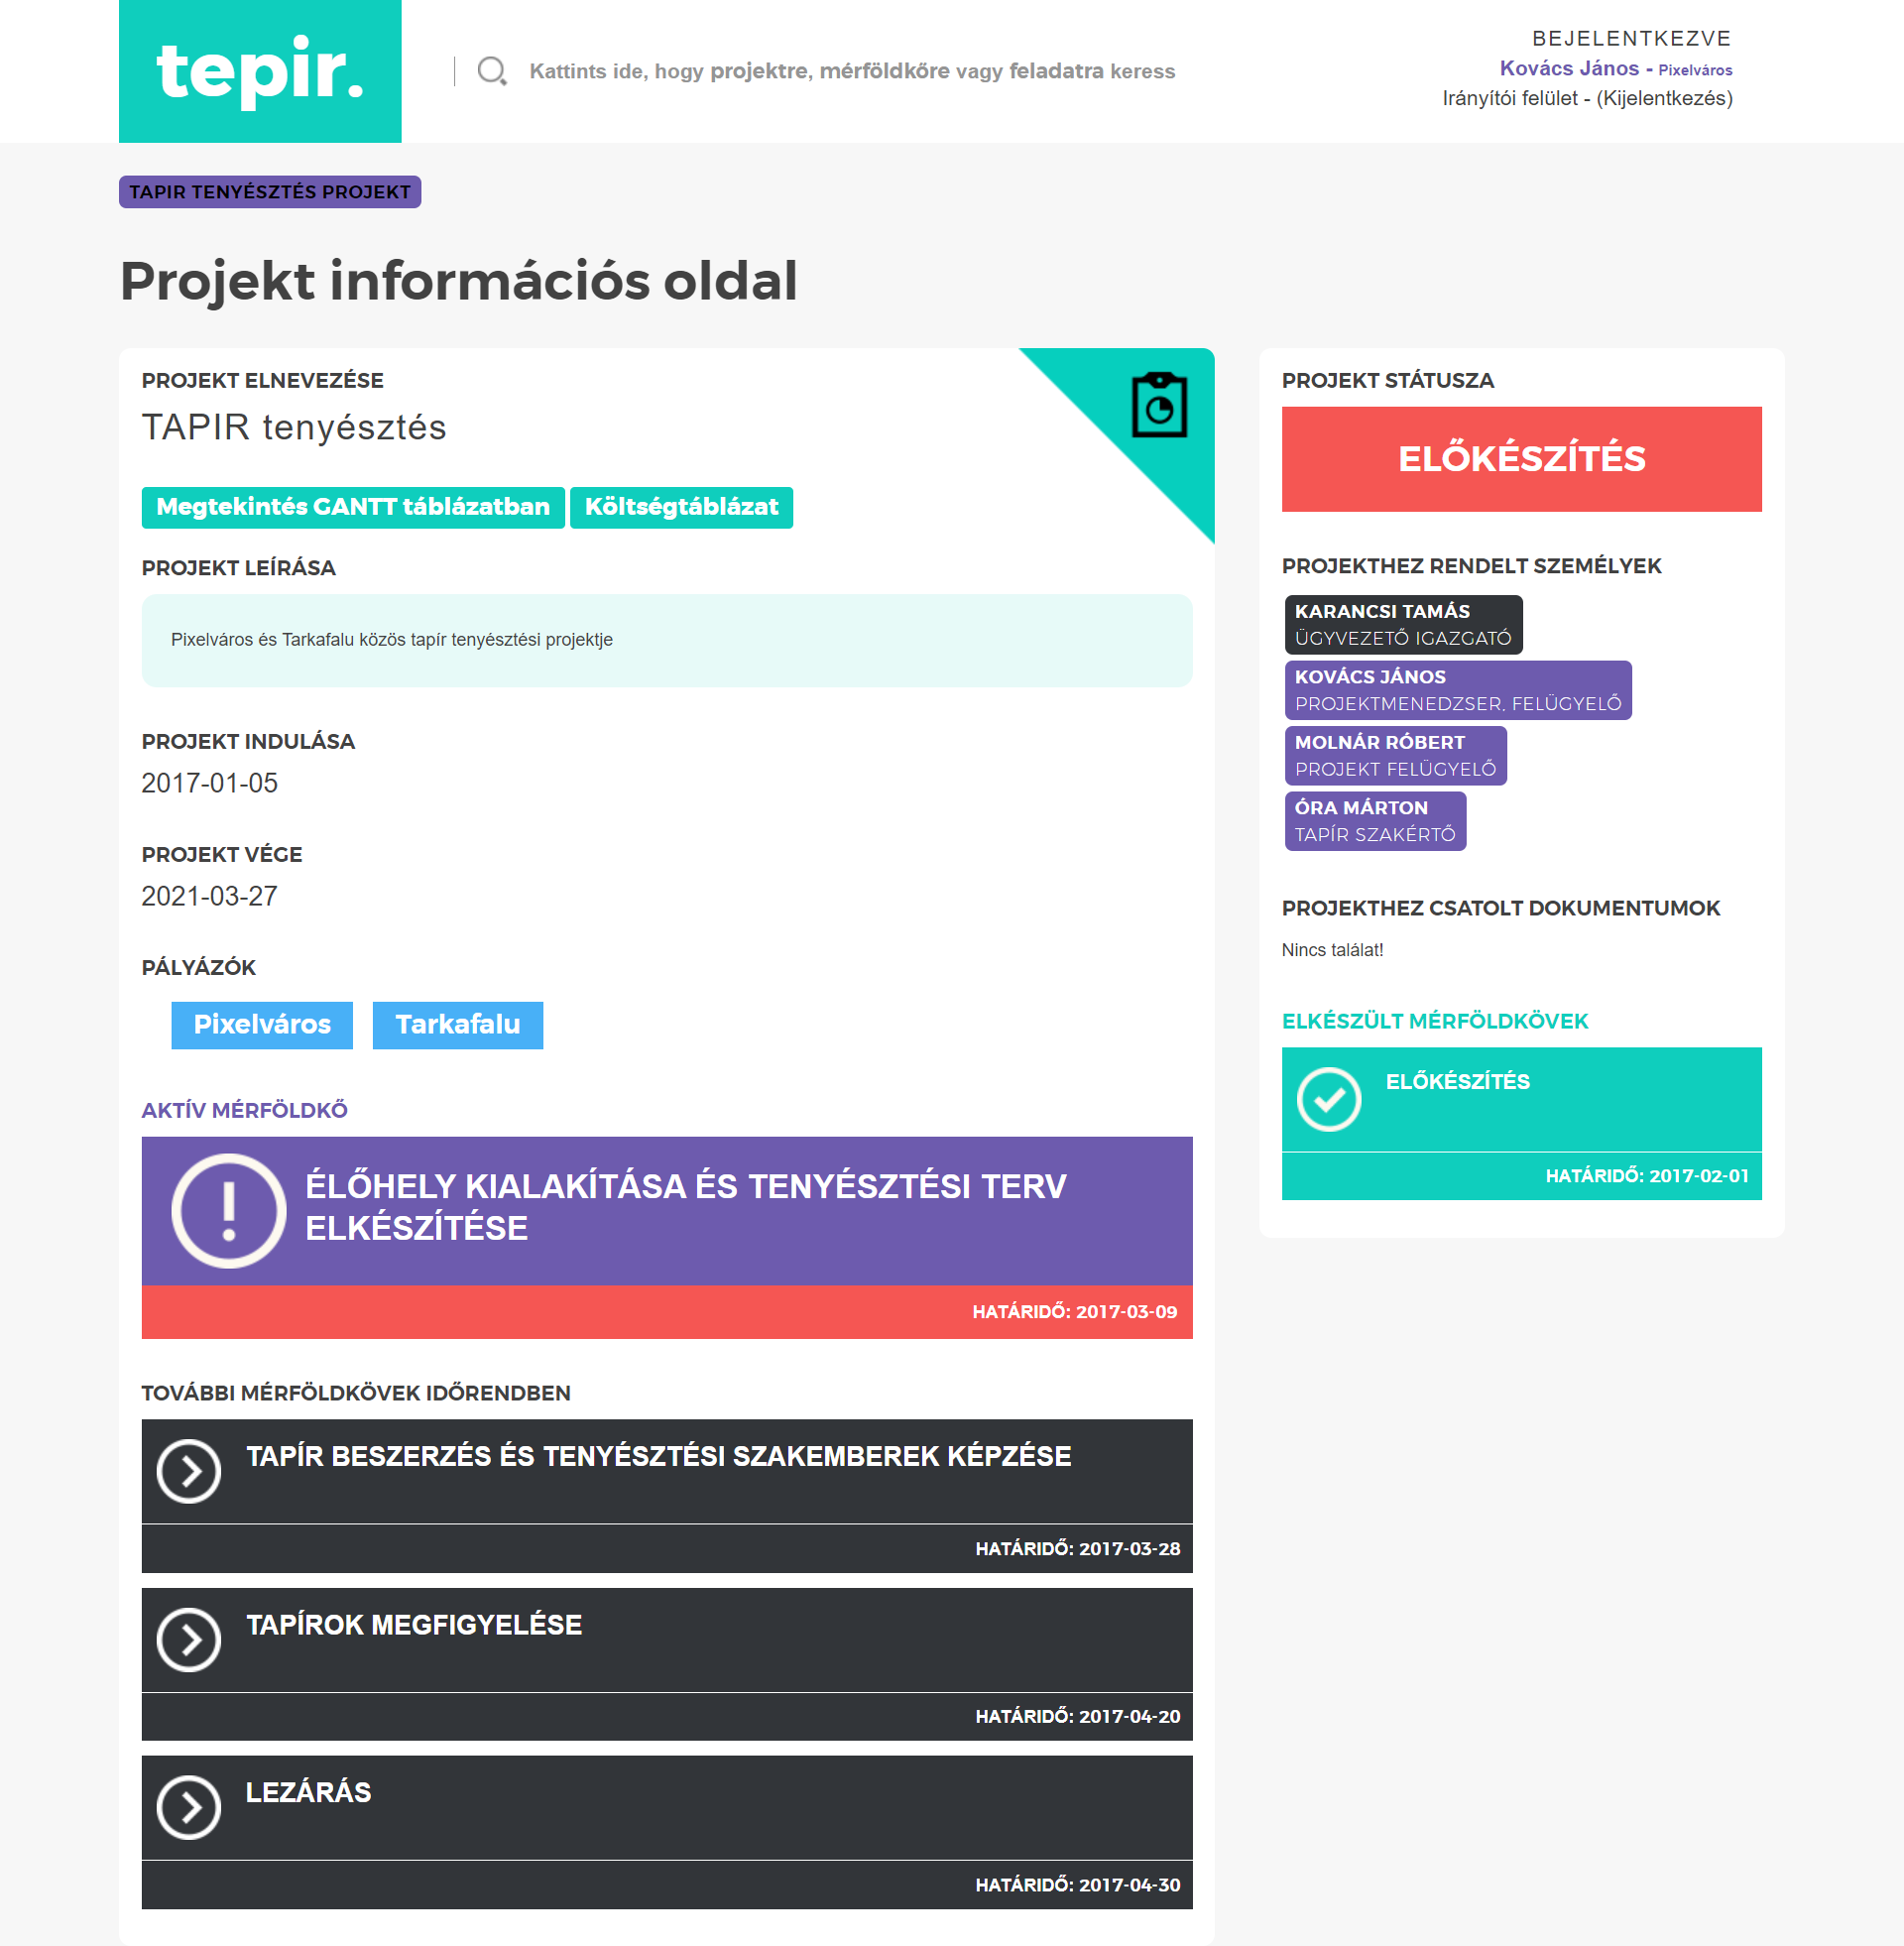 tepir.
Kattints ide, hogy projektre, mérföldkőre vagy feladatra keress
BEJELENTKEZVE
Kovács János - Pixelváros
Irányítói felület - (Kijelentkezés)
TAPIR TENYÉSZTÉS PROJEKT
Projekt információs oldal
PROJEKT ELNEVEZÉSE
TAPIR tenyésztés
Megtekintés GANTT táblázatban
Költségtáblázat
PROJEKT LEÍRÁSA
Pixelváros és Tarkafalu közös tapír tenyésztési projektje
PROJEKT INDULÁSA
2017-01-05
PROJEKT VÉGE
2021-03-27
PÁLYÁZÓK
Pixelváros
Tarkafalu
AKTÍV MÉRFÖLDKŐ
ÉLŐHELY KIALAKÍTÁSA ÉS TENYÉSZTÉSI TERV
ELKÉSZÍTÉSE
HATÁRIDŐ: 2017-03-09
TOVÁBBI MÉRFÖLDKÖVEK IDŐRENDBEN
TAPÍR BESZERZÉS ÉS TENYÉSZTÉSI SZAKEMBEREK KÉPZÉSE
HATÁRIDŐ: 2017-03-28
TAPÍROK MEGFIGYELÉSE
HATÁRIDŐ: 2017-04-20
LEZÁRÁS
HATÁRIDŐ: 2017-04-30
PROJEKT STÁTUSZA
ELŐKÉSZÍTÉS
PROJEKTHEZ RENDELT SZEMÉLYEK
KARANCSI TAMÁS
ÜGYVEZETŐ IGAZGATÓ
KOVÁCS JÁNOS
PROJEKTMENEDZSER, FELÜGYELŐ
MOLNÁR RÓBERT
PROJEKT FELÜGYELŐ
ÓRA MÁRTON
TAPÍR SZAKÉRTŐ
PROJEKTHEZ CSATOLT DOKUMENTUMOK
Nincs találat!
ELKÉSZÜLT MÉRFÖLDKÖVEK
ELŐKÉSZÍTÉS
HATÁRIDŐ: 2017-02-01